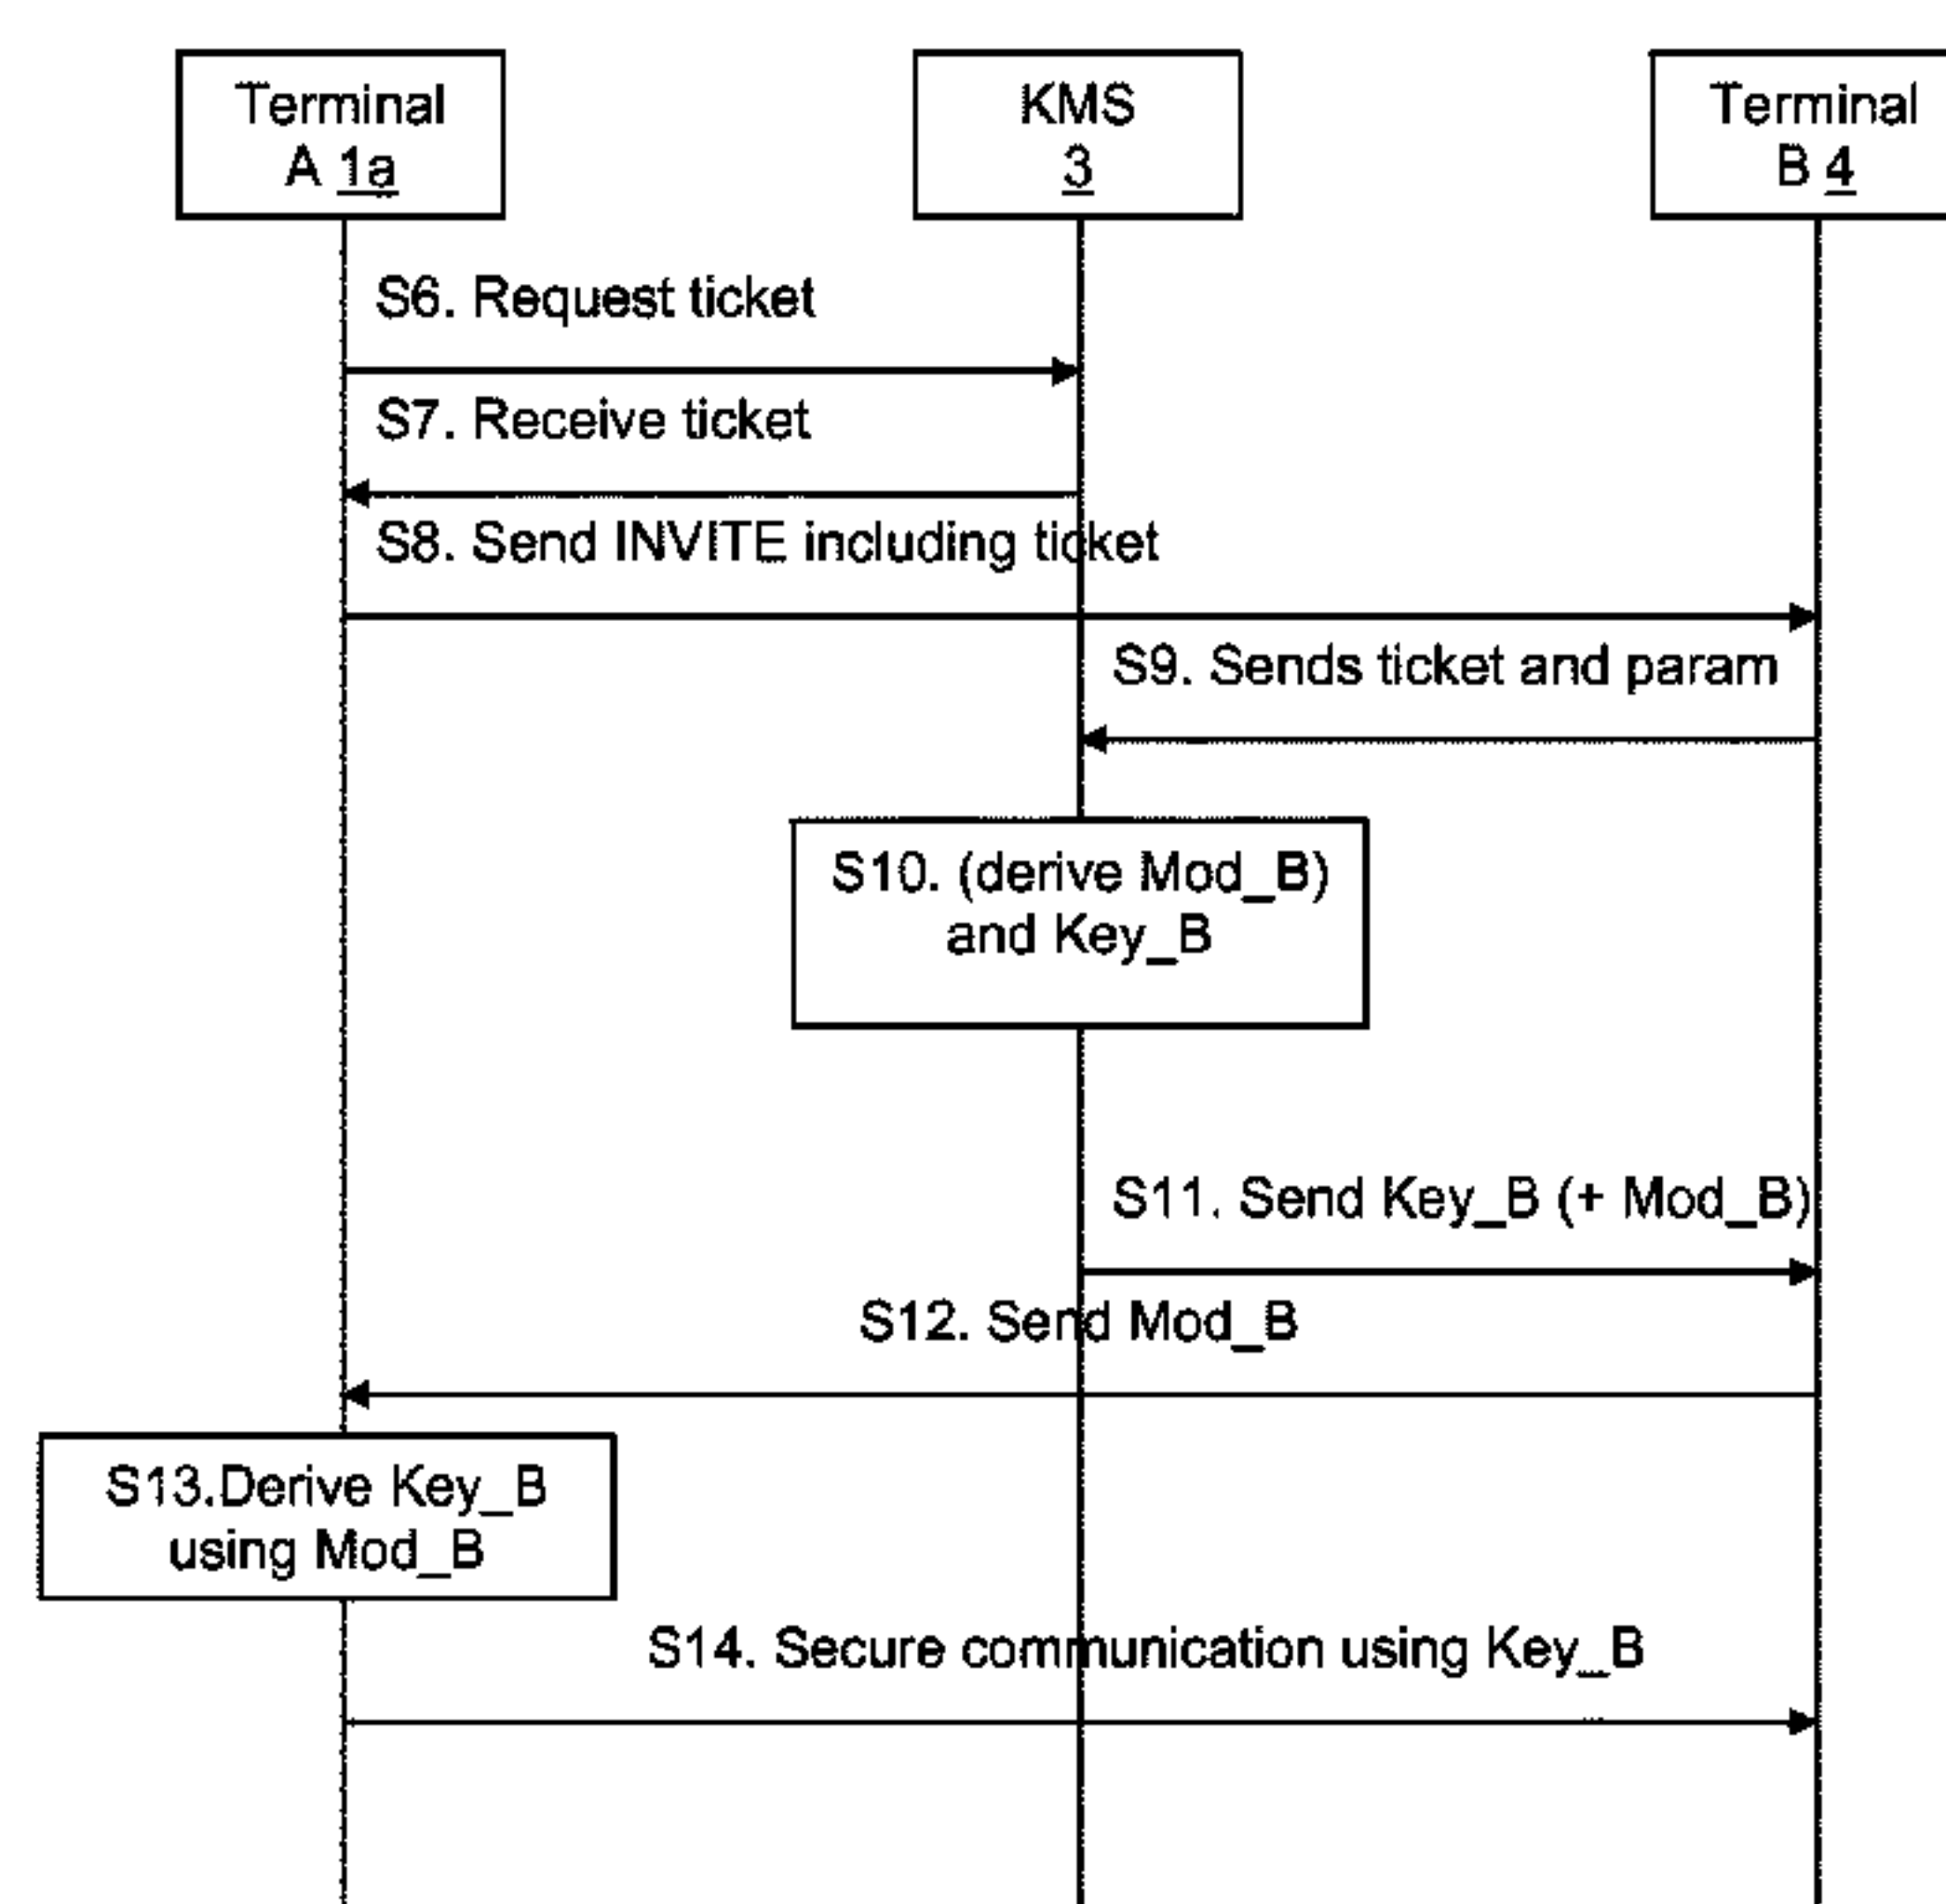 Terminal
A 1a
KMS
3
Terminal
B 4
S6. Request ticket
S7. Receive ticket
S8. Send INVITE including ticket
S9. Sends ticket and param
S10. (derive Mod_B)
and Key_B
S11. Send Key_B (+ Mod_B)
S12. Send Mod_B
S13.Derive Key_B
using Mod_B
S14. Secure communication using Key_B